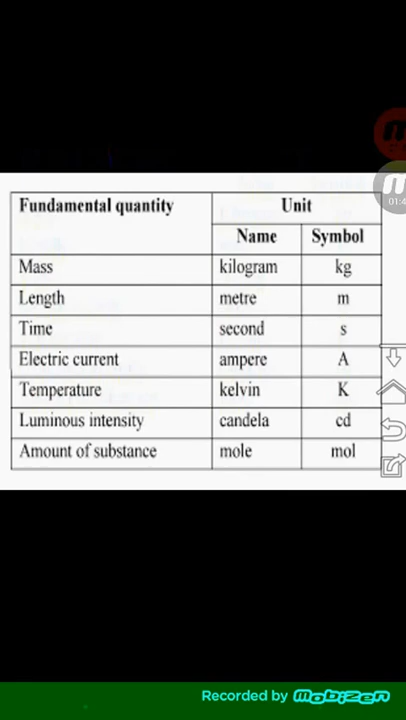 Fundamental quantity Unit
Name Symbol
Mass kilogram kg
Length metre m
Time second s
Electric current ampere A
Temperature kelvin K
Luminous intensity candela cd
Amount of substance mole mol
Recorded by mobizen